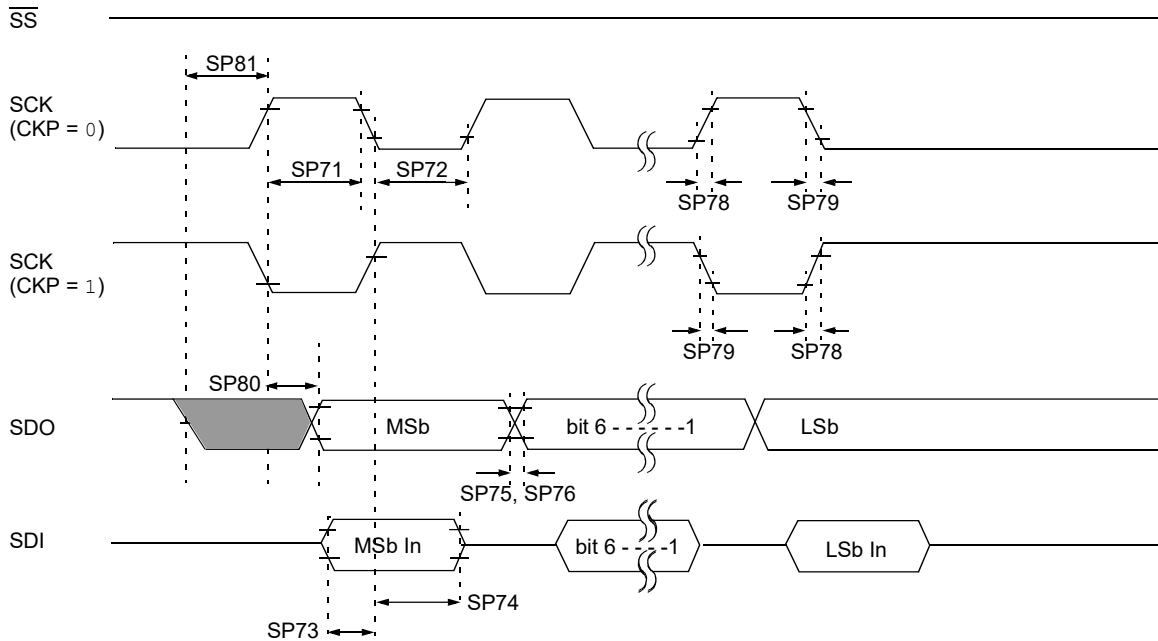 SS
SP81
SCK
(CKP = 0)
SP71
SP72
SP78
SP79
SCK
(CKP = 1)
SP79
SP78
SP80
SDO
MSb
bit 6 - - - - - -1
LSb
SP75, SP76
SDI
MSb In
bit 6 - - - -1
LSb In
SP74
SP73